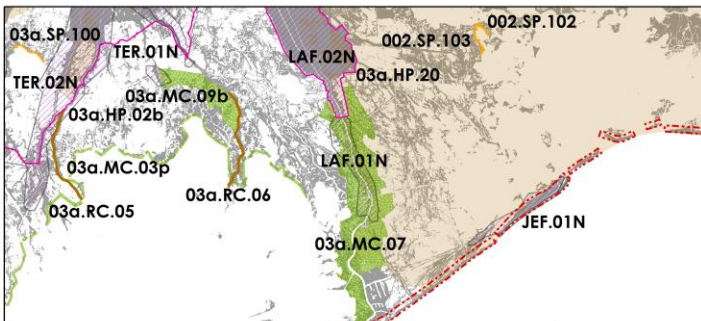 03a.SP.100
TER.01N
TER.02N
LAF.02N
002.SP.102
002.SP.103
03a.HP.20
03a.MC.09b
03a.HP.02b
03a.MC.03p
LAF.01N
03a.RC.05
03a.RC.06
JEF.01N
03a.MC.07